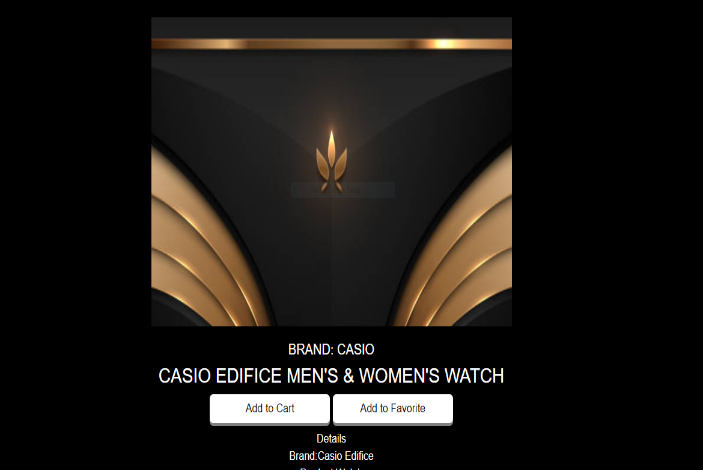 BRAND: CASIO
CASIO EDIFICE MEN'S & WOMEN'S WATCH
Add to Cart
Add to Favorite
Details
Brand:Casio Edifice